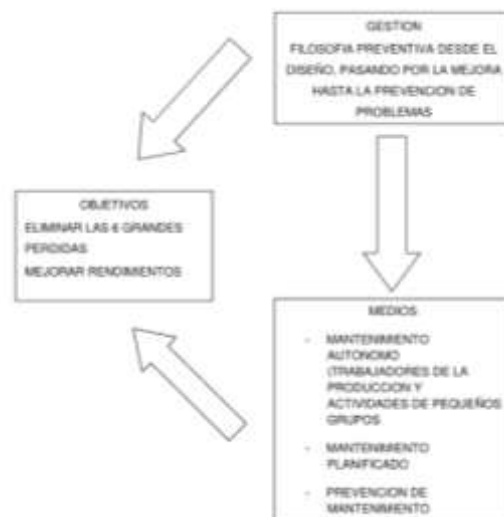 GESTION
FILOSOFIA PREVENTIVA DESDE EL
DISEÑO, PASANDO POR LA MEJORA
HASTA LA PREVENCION DE
PROBLEMAS
OBJETIVOS
ELIMINAR LAS 6 GRANDES
PERDIDAS
MEJORAR RENDIMIENTOS
MEDIOS
- MANTENIMIENTO
AUTONOMO
(TRABAJADORES DE LA
PRODUCCION Y
ACTIVIDADES DE PEQUEÑOS
GRUPOS
- MANTENIMIENTO
PLANIFICADO
- PREVENCION DE
MANTENIMIENTO